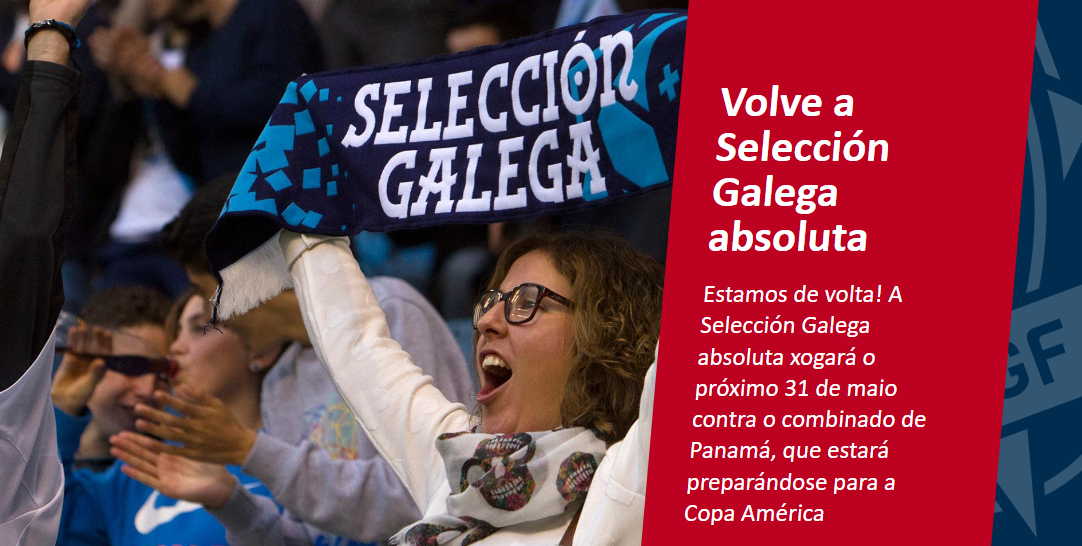 SELECCIÓN
GALEGA
Volve a
Selección
Galega
absoluta
Estamos de volta! A
Selección Galega
absoluta xogará o
próximo 31 de maio
contra o combinado de
Panamá, que estará
preparándose para a
Copa América
GF